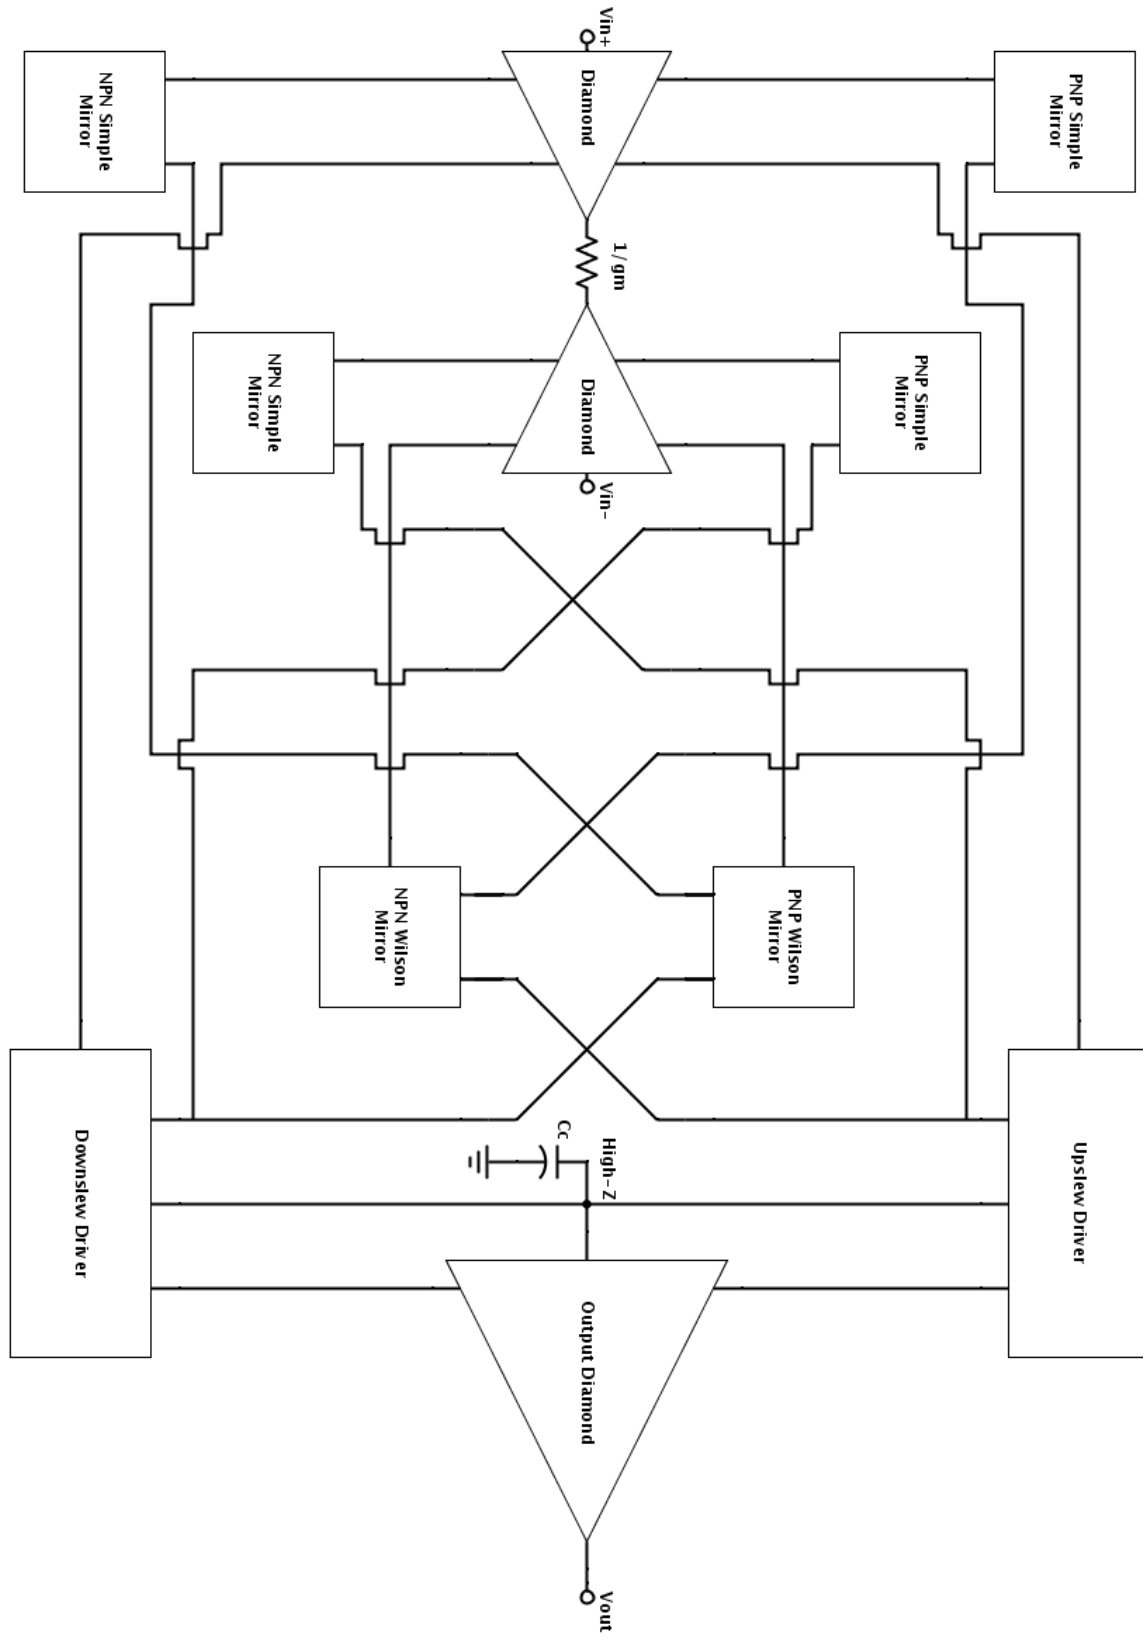 Vin+
PNP Simple
Mirror
Diamond
NPN Simple
Mirror
1/gm
PNP Simple
Mirror
Diamond
NPN Simple
Mirror
Vin-
PNP Wilson
Mirror
NPN Wilson
Mirror
Upslew Driver
High-Z
Cc
Downslew Driver
Output Diamond
Vout